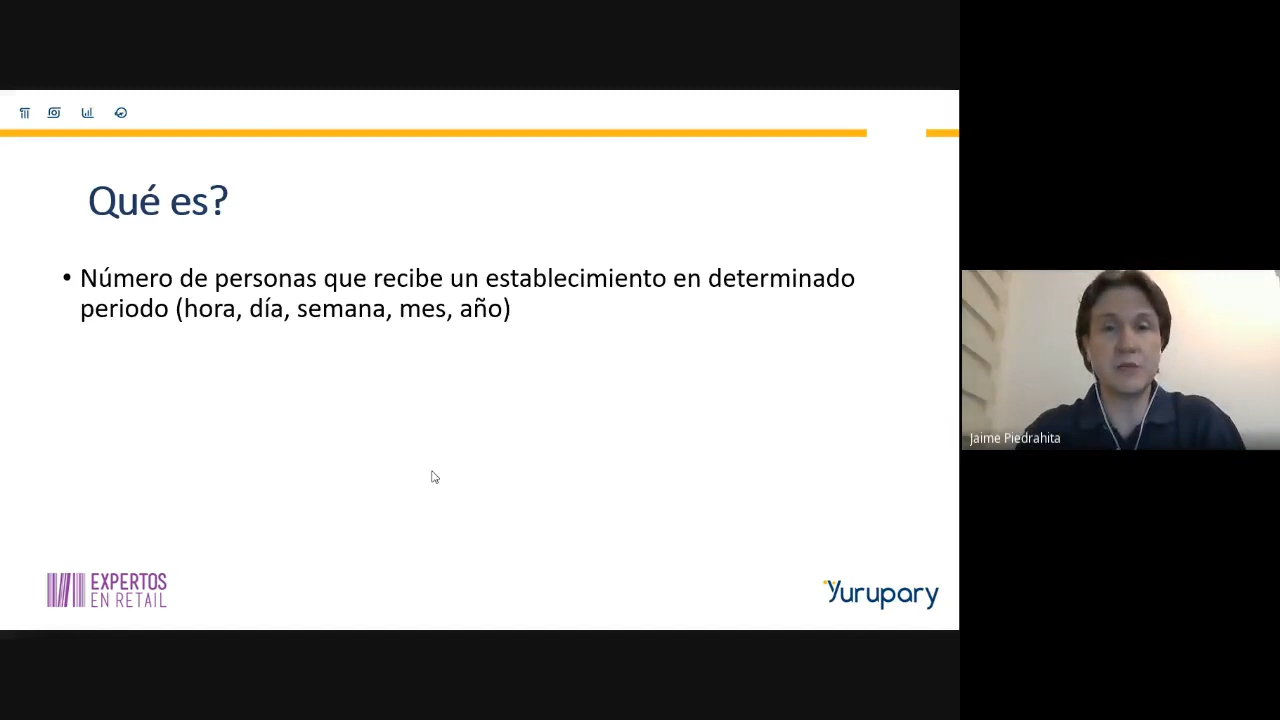 Qué es?
• Número de personas que recibe un establecimiento en determinado
periodo (hora, día, semana, mes, año)
Jaime Piedrahita
EXPERTOS
EN RETAIL
Yurupary